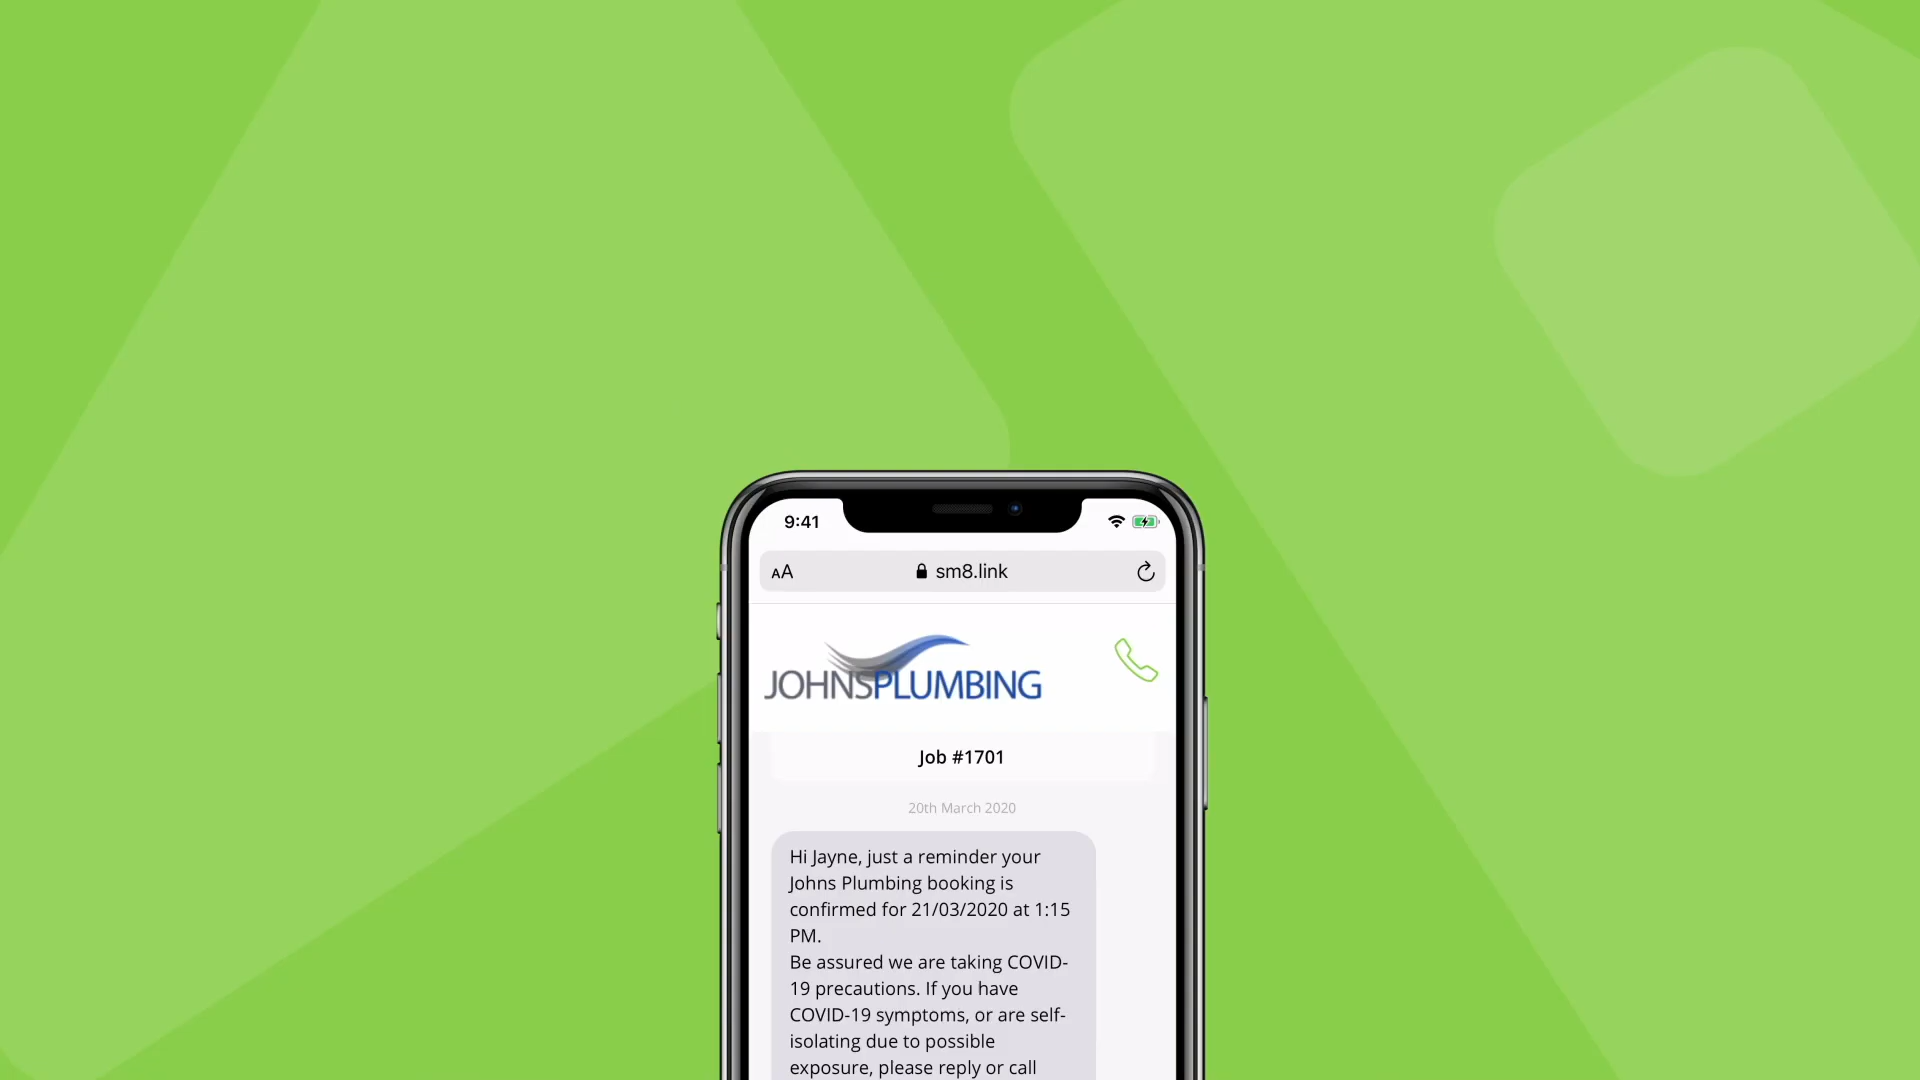 9:41
AA sm8.link
JOHNSPLUMBING
Job #1701
20th March 2020
Hi Jayne, just a reminder your
Johns Plumbing booking is
confirmed for 21/03/2020 at 1:15
PM.
Be assured we are taking COVID-
19 precautions. If you have
COVID-19 symptoms, or are self-
isolating due to possible
exposure, please reply or call